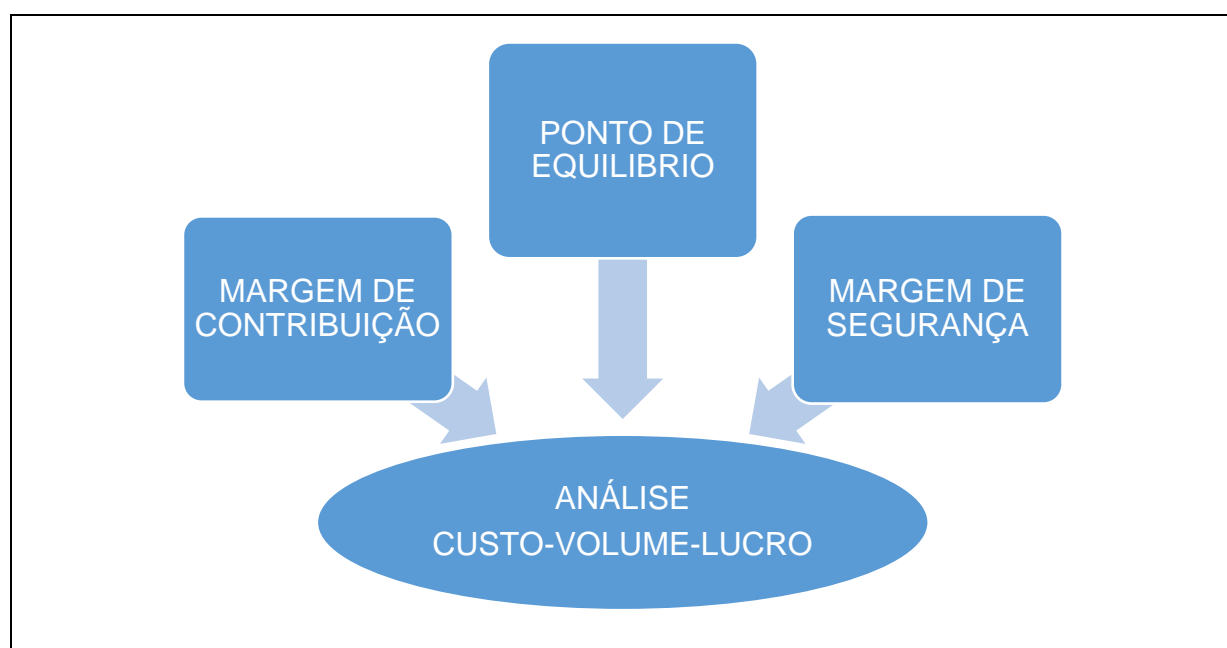 PONTO DE
EQUILIBRIO
MARGEM DE
CONTRIBUIÇÃO
MARGEM DE
SEGURANÇA
ANÁLISE
CUSTO-VOLUME-LUCRO